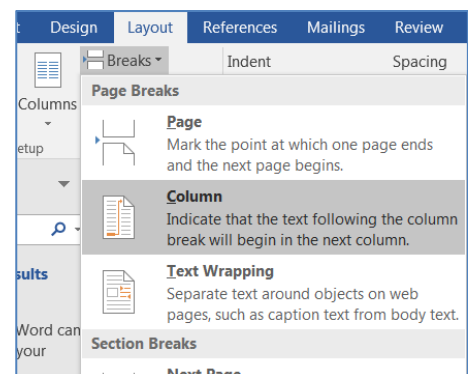 Design Layout References Mailings Review
Breaks Indent Spacing
Columns
etup
Page Breaks
Page
Mark the point at which one page ends
and the next page begins.
Column
Indicate that the text following the column
break will begin in the next column.
Text Wrapping
Separate text around objects on web
pages, such as caption text from body text.
sults
Word can
your
Section Breaks
Next Page